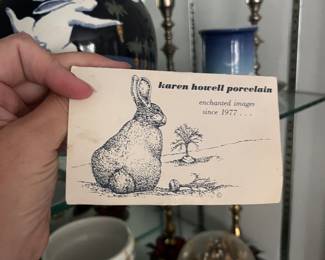 karen howell porcelain
enchanted images
since 1977 . . .
©